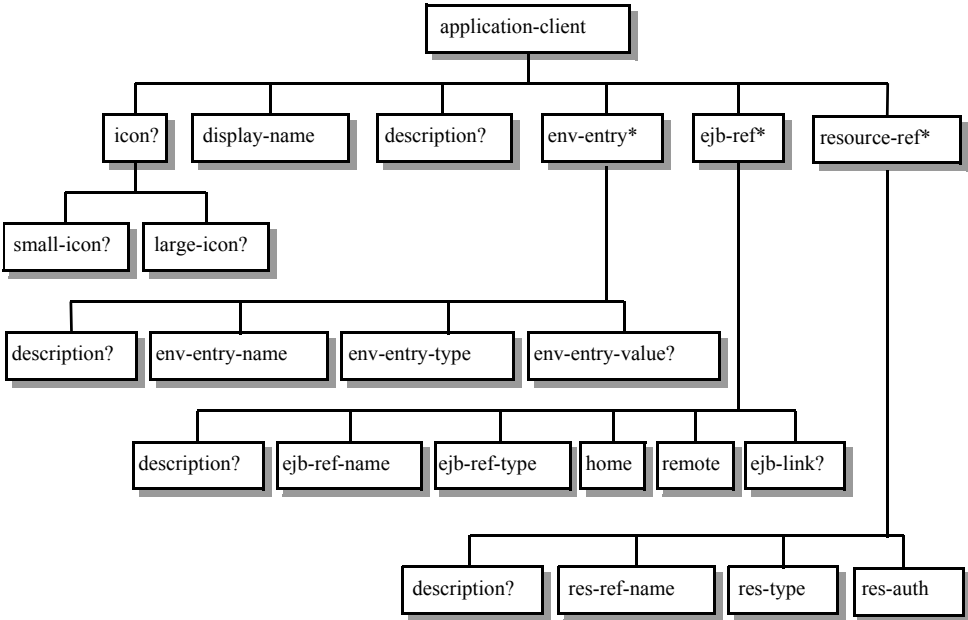 application-client
icon?
display-name
description?
env-entry*
ejb-ref*
resource-ref*
small-icon?
large-icon?
description?
env-entry-name
env-entry-type
env-entry-value?
description?
ejb-ref-name
ejb-ref-type
home
remote
ejb-link?
description?
res-ref-name
res-type
res-auth